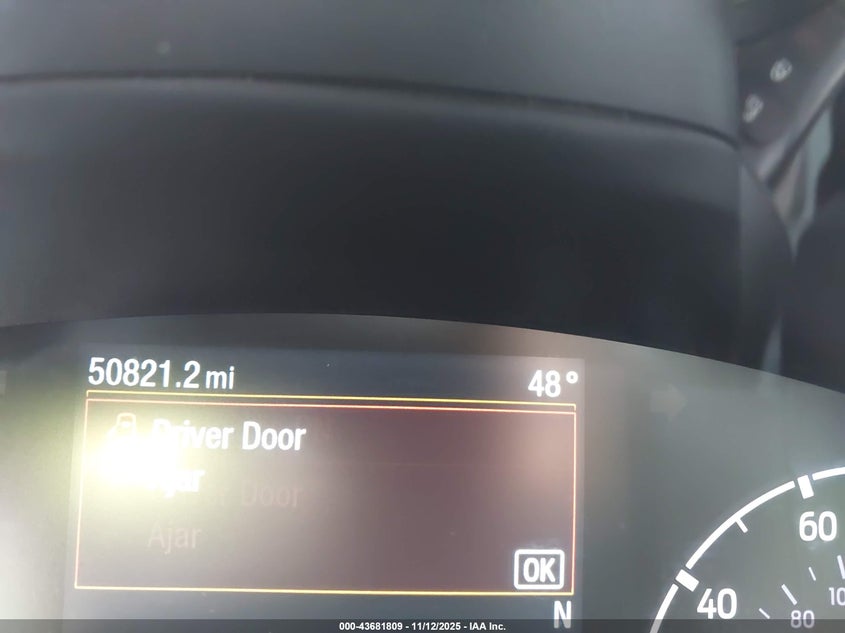 50821.2 mi 48°
Driver Door
Ajar
Door
Ajar
OK
N
60
40
80
000-43681809 - 11/12/2025 - IAA Inc.